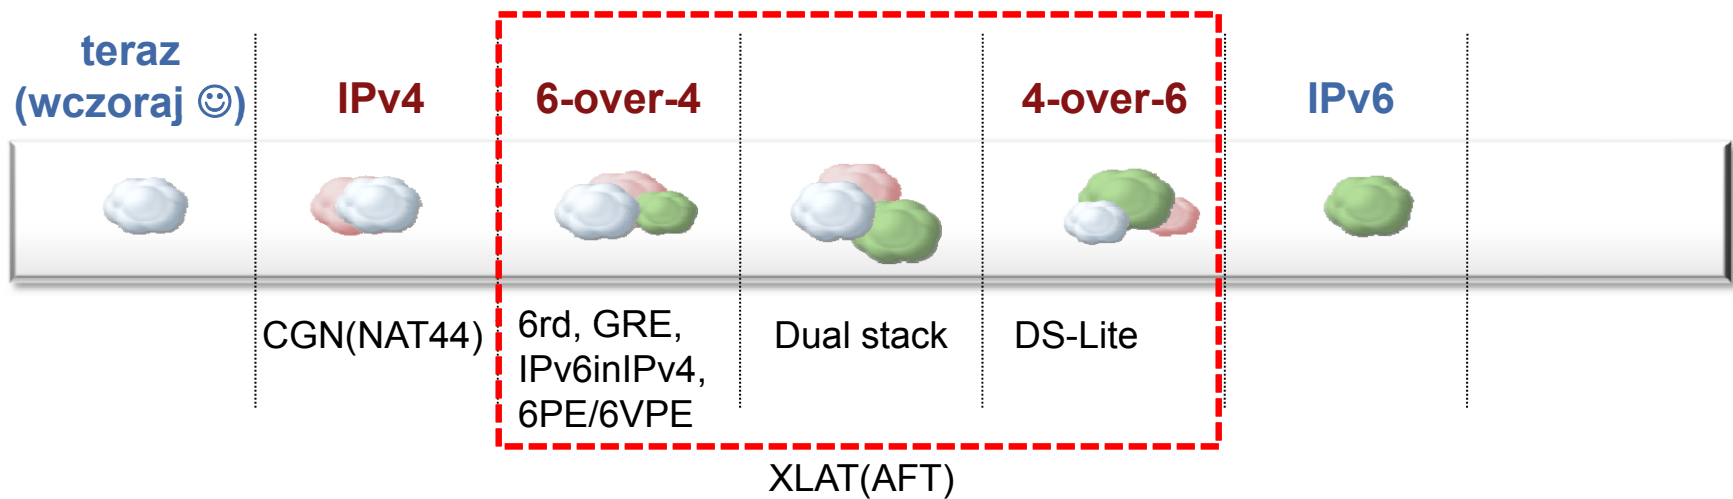 teraz
(wczoraj ☺)
IPv4
6-over-4
4-over-6
IPv6
CGN(NAT44)
6rd, GRE,
IPv6inIPv4,
6PE/6VPE
Dual stack
DS-Lite
XLAT(AFT)